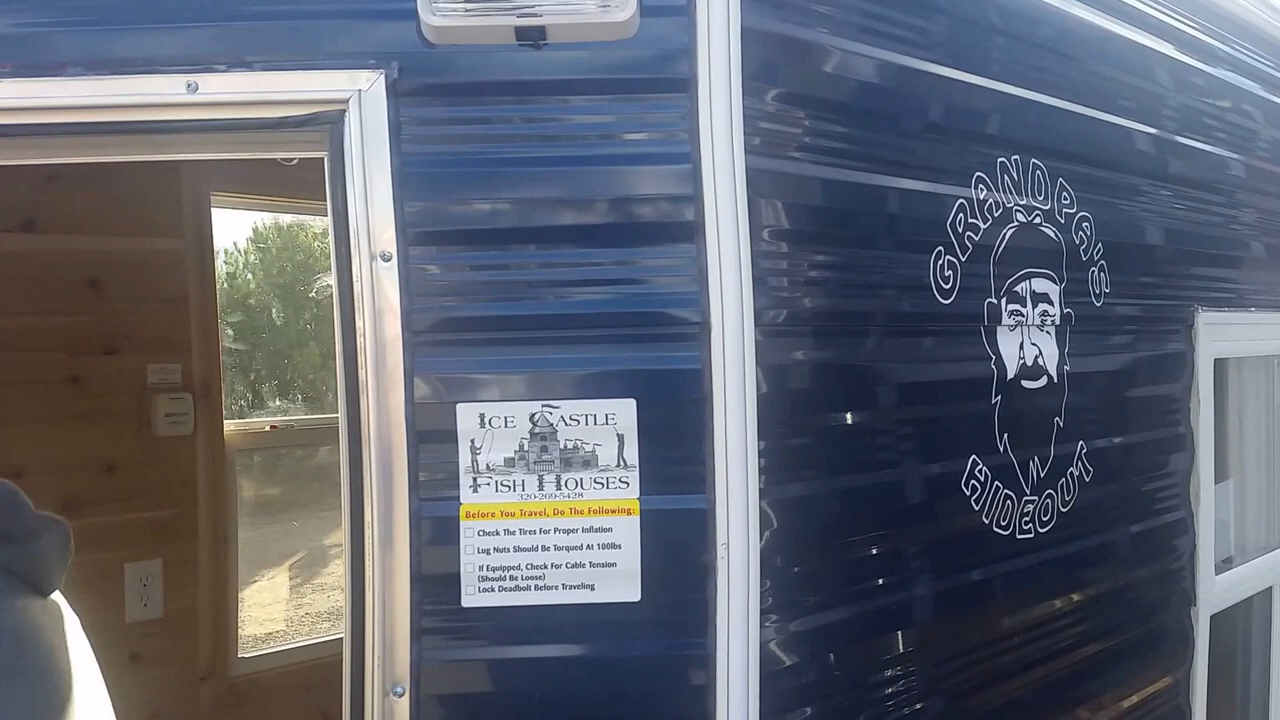 ICE CASTLE
FISH HOUSES
320-269-5428
Before You Travel, Do The Following:
Check The Tires For Proper Inflation
Lug Nuts Should Be Torqued At 100lbs
If Equipped, Check For Cable Tension
(Should Be Loose)
Lock Deadbolt Before Traveling
GRANDPA'S
HIDEOUT